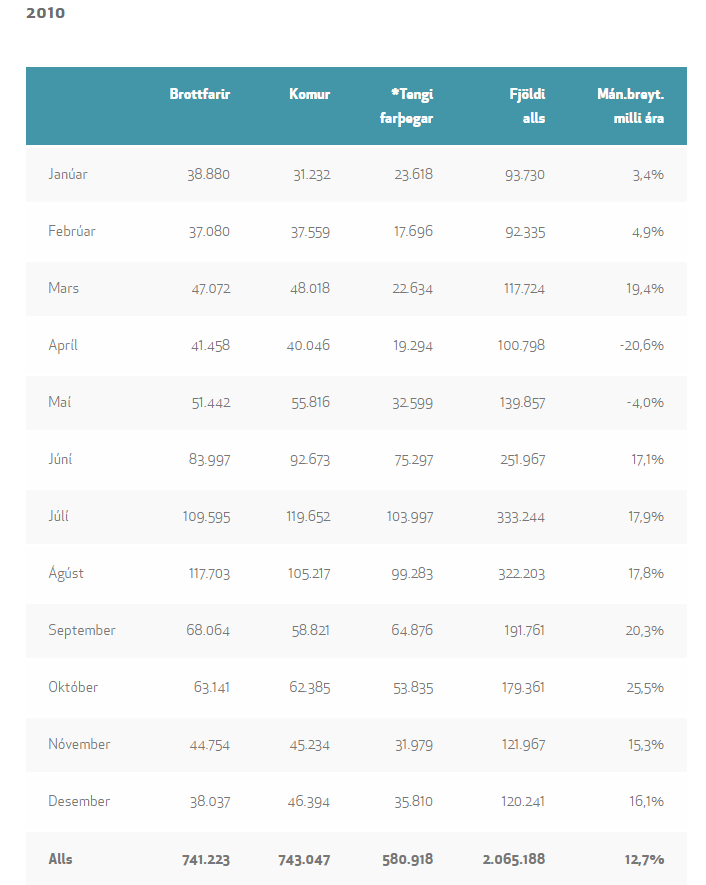 2010
Brottfarir Komur *Tengi farþegar Fjöldi alls Mán.breyt. milli ára
Janúar 38.880 31.232 23.618 93.730 3,4%
Febrúar 37.080 37.559 17.696 92.335 4,9%
Mars 47.072 48.018 22.634 117.724 19,4%
Apríl 41.458 40.046 19.294 100.798 -20,6%
Maí 51.442 55.816 32.599 139.857 -4,0%
Júní 83.997 92.673 75.297 251.967 17,1%
Júlí 109.595 119.652 103.997 333.244 17,9%
Ágúst 117.703 105.217 99.283 322.203 17,8%
September 68.064 58.821 64.876 191.761 20,3%
Október 63.141 62.385 53.835 179.361 25,5%
Nóvember 44.754 45.234 31.979 121.967 15,3%
Desember 38.037 46.394 35.810 120.241 16,1%
Alls 741.223 743.047 580.918 2.065.188 12,7%